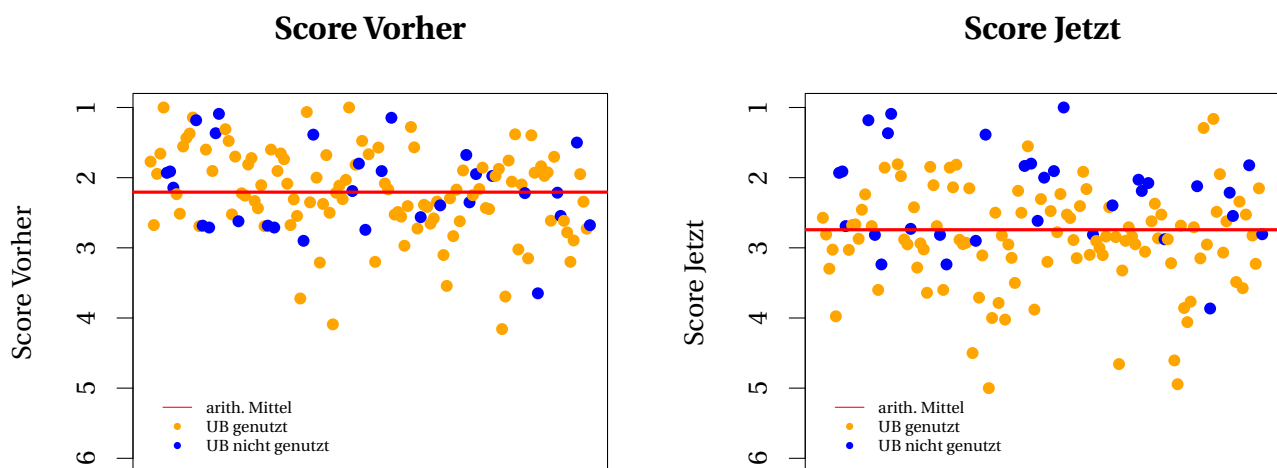 Score Vorher
Score Vorher
1
2
3
4
5
6
arith. Mittel
UB genutzt
UB nicht genutzt
Score Jetzt
Score Jetzt
1
2
3
4
5
6
arith. Mittel
UB genutzt
UB nicht genutzt